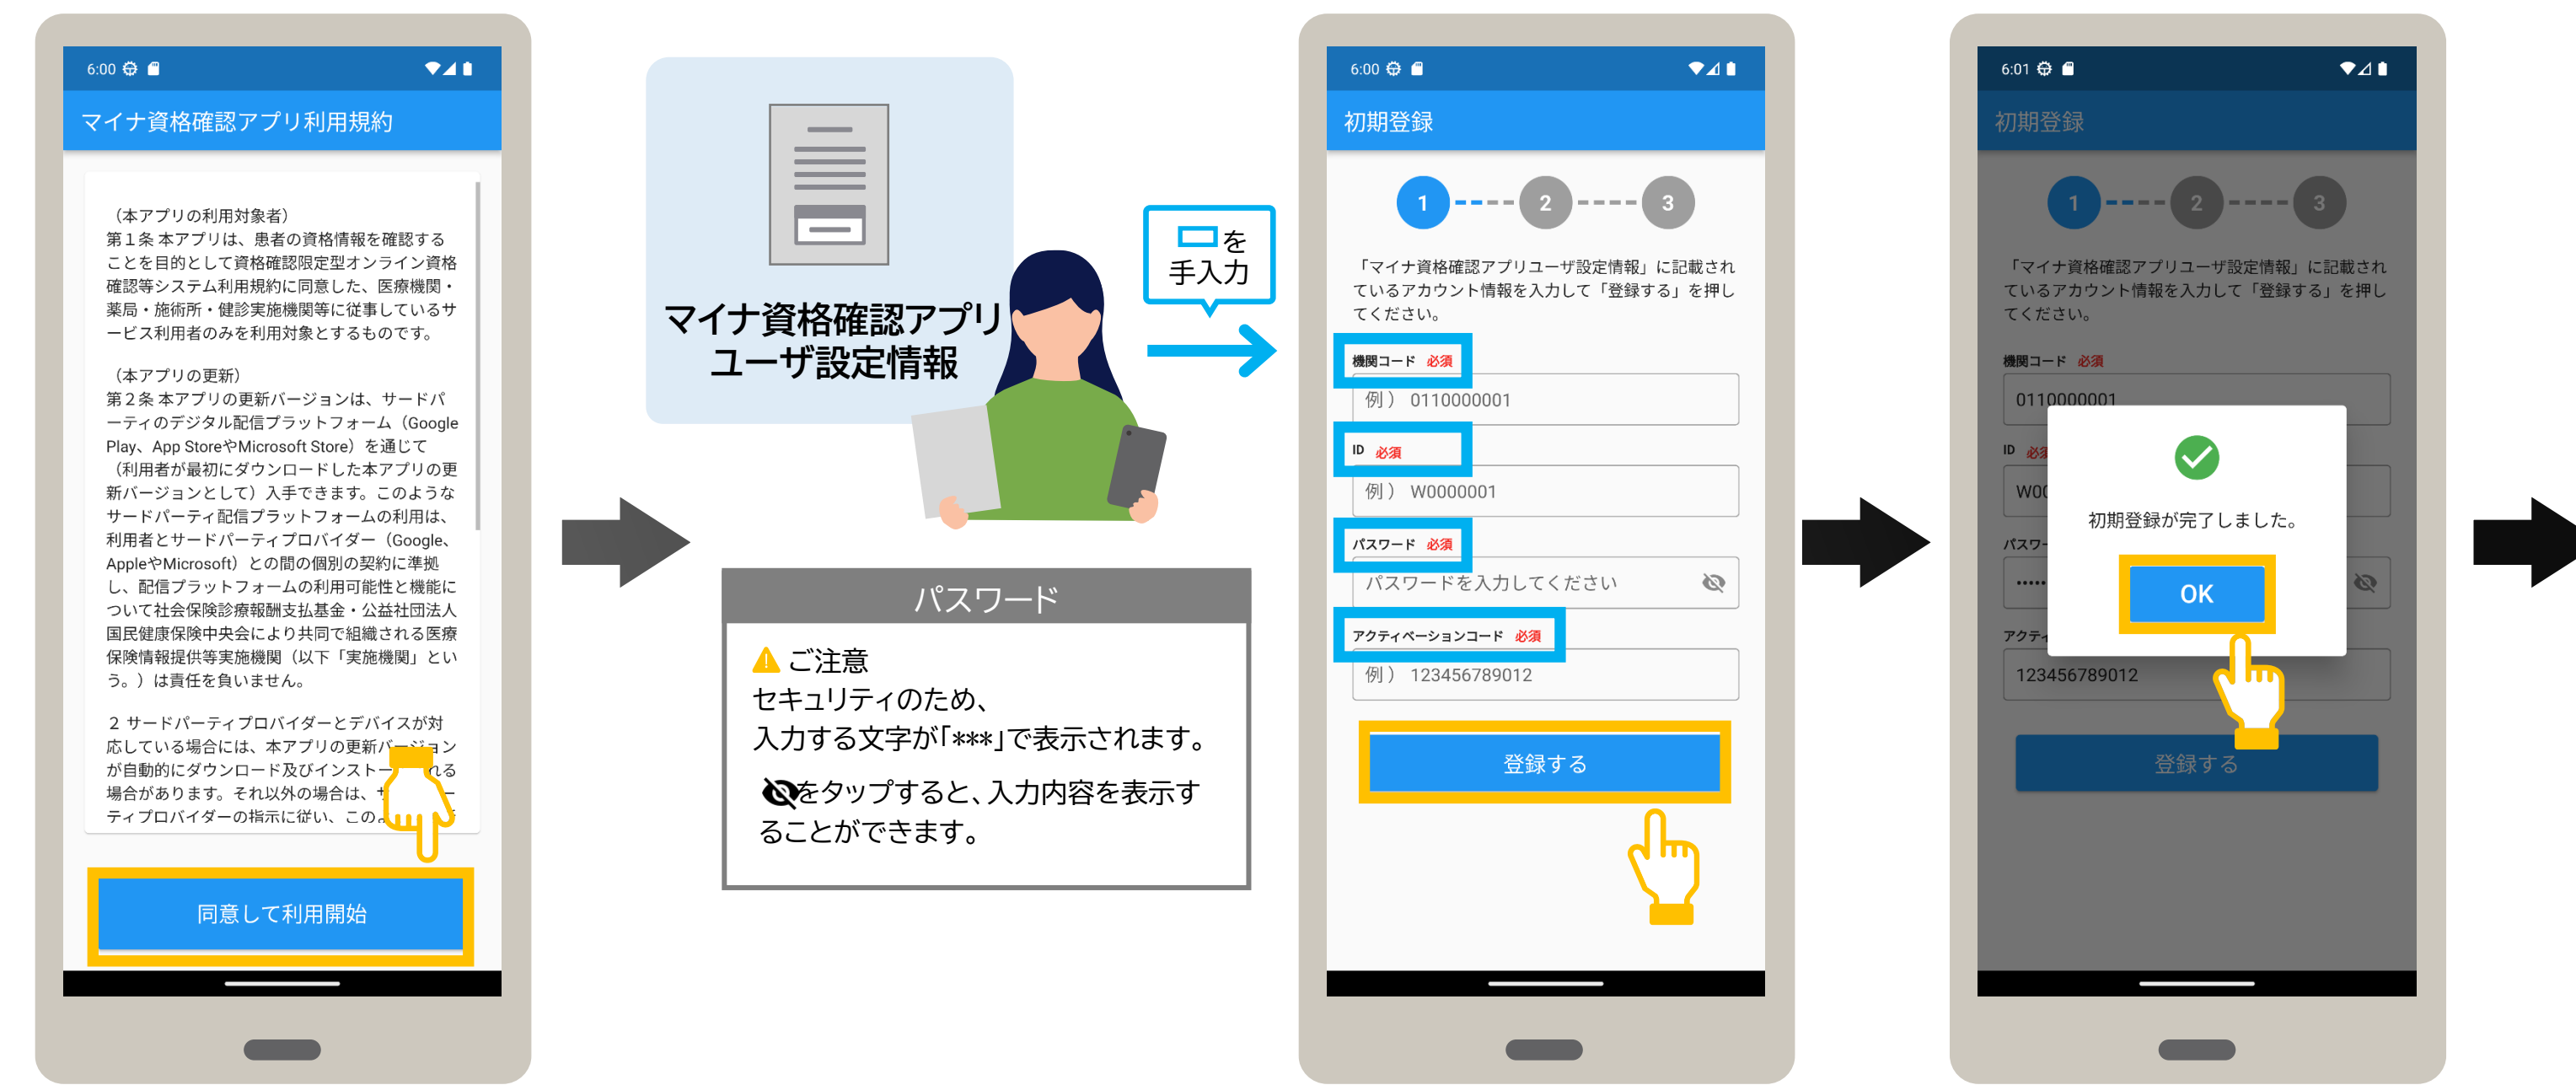 6:00
マイナ資格確認アプリ利用規約
（本アプリの利用対象者）
第１条 本アプリは、患者の資格情報を確認する
ことを目的として資格確認限定型オンライン資格
確認等システム利用規約に同意した、医療機関・
薬局・施術所・健診実施機関等に従事しているサ
ービス利用者のみを利用対象とするものです。
（本アプリの更新）
第２条 本アプリの更新バージョンは、サードパ
ーティのデジタル配信プラットフォーム（Google
Play、App StoreやMicrosoft Store）を通じて
（利用者が最初にダウンロードした本アプリの更
新バージョンとして）入手できます。このような
サードパーティ配信プラットフォームの利用は、
利用者とサードパーティプロバイダー（Google、
AppleやMicrosoft）との間の個別の契約に準拠
し、配信プラットフォームの利用可能性と機能に
ついて社会保険診療報酬支払基金・公益社団法人
国民健康保険中央会により共同で組織される医療
保険情報提供等実施機関（以下「実施機関」とい
う。）は責任を負いません。
２ サードパーティプロバイダーとデバイスが対
応している場合には、本アプリの更新バージョン
が自動的にダウンロード及びインストー れる
場合があります。それ以外の場合は、サ ー
ティプロバイダーの指示に従い、この
同意して利用開始
マイナ資格確認アプリ
ユーザ設定情報
を
手入力
パスワード
ご注意
セキュリティのため、
入力する文字が「***」で表示されます。
をタップすると、入力内容を表示す
ることができます。
6:00
初期登録
1
2
3
「マイナ資格確認アプリユーザ設定情報」に記載され
ているアカウント情報を入力して「登録する」を押し
てください。
機関コード 必須
例） 0110000001
ID 必須
例） W0000001
パスワード 必須
パスワードを入力してください
アクティベーションコード 必須
例） 123456789012
登録する
6:01
初期登録
1
2
3
「マイナ資格確認アプリユーザ設定情報」に記載され
ているアカウント情報を入力して「登録する」を押し
てください。
機関コード 必須
0110000001
ID 必須
W00
初期登録が完了しました。
パスワー
•••••
OK
アクティ
123456789012
登録する